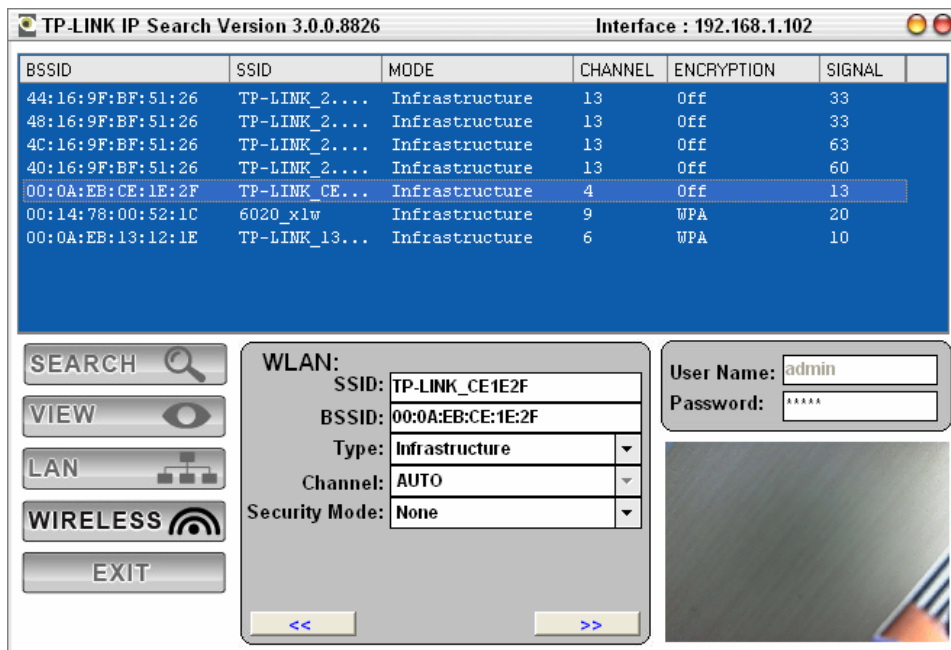 TP-LINK IP Search Version 3.0.0.8826 Interface : 192.168.1.102
BSSID SSID MODE CHANNEL ENCRYPTION SIGNAL
44:16:9F:BF:51:26 TP-LINK_2.... Infrastructure 13 Off 33
48:16:9F:BF:51:26 TP-LINK_2.... Infrastructure 13 Off 33
4C:16:9F:BF:51:26 TP-LINK_2.... Infrastructure 13 Off 63
40:16:9F:BF:51:26 TP-LINK_2.... Infrastructure 13 Off 60
00:0A:EB:CE:1E:2F TP-LINK_CE... Infrastructure 4 Off 13
00:14:78:00:52:1C 6020_xlw Infrastructure 9 WPA 20
00:0A:EB:13:12:1E TP-LINK_13... Infrastructure 6 WPA 10
SEARCH
VIEW
LAN
WIRELESS
EXIT
WLAN:
SSID: TP-LINK_CE1E2F
BSSID: 00:0A:EB:CE:1E:2F
Type: Infrastructure
Channel: AUTO
Security Mode: None
<< >>
User Name: admin
Password: *****